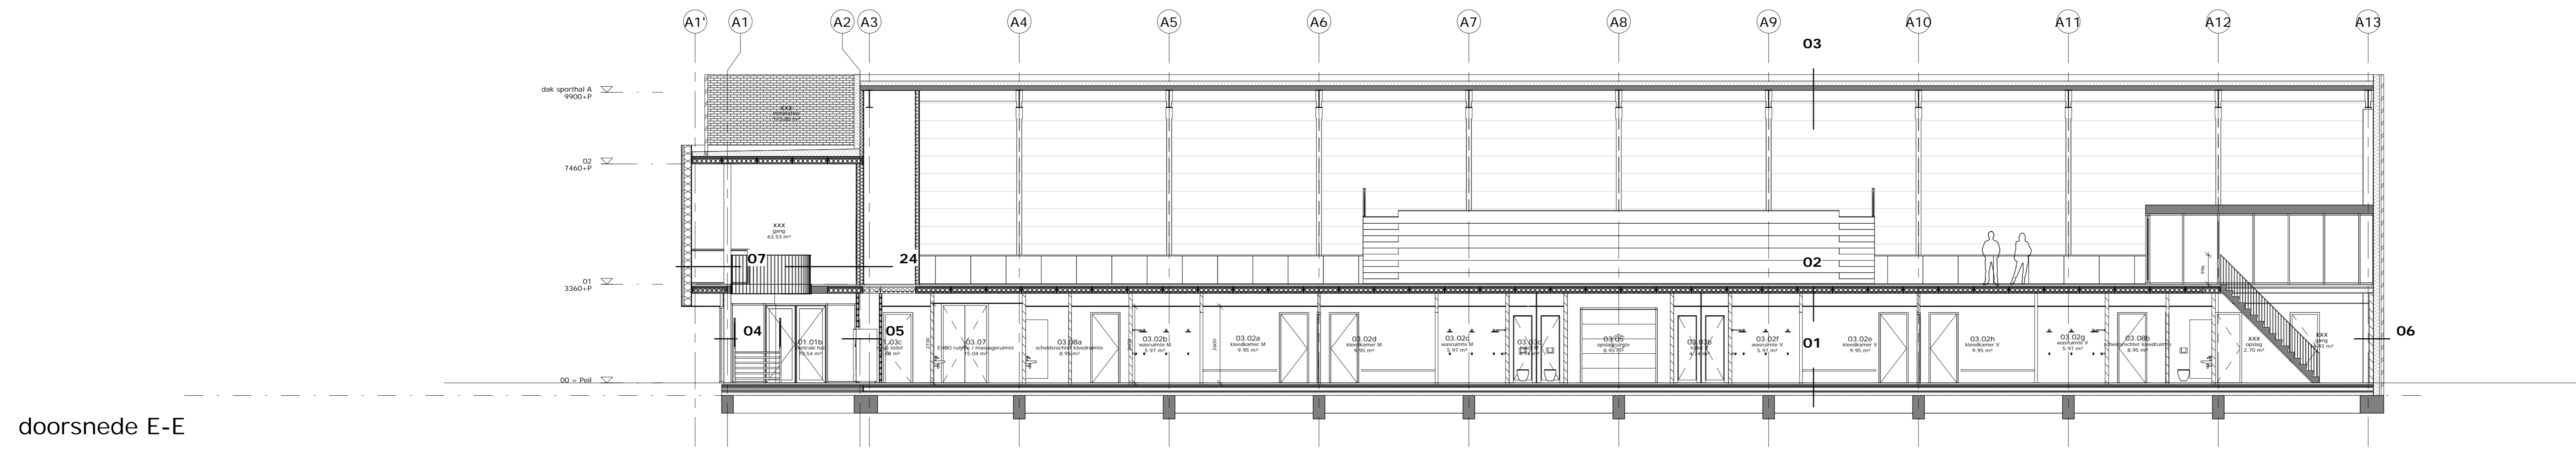 A1'
A1
A2
A3
A4
A5
A6
A7
A8
A9
A10
A11
A12
A13
03
dak sporthal A
9900+P
xxx
02
7460+P
xxx
gang
63.53 m²
07
24
02
996
01
3360+P
04
05
01
06
01.01b
2700
03.07
EHBO ruimte / massageruimte
15.04 m²
03.08a
scheidsrechter kleedruimte
8.95 m²
03.02b
wasruimte M
5.97 m²
2600
03.02a
kleedkamer M
9.95 m²
03.02d
kleedkamer M
9.95 m²
03.02c
wasruimte M
5.97 m²
03.05
opslagruimte
8.93 m²
03.03b
03.02f
wasruimte V
5.97 m²
03.02e
kleedkamer V
9.95 m²
03.02h
kleedkamer V
9.95 m²
03.02g
wasruimte V
5.97 m²
03.08b
scheidsrechter kleedruimte
8.95 m²
xxx
opslag
2.70 m²
xxx
gang
00 = Peil
doorsnede E-E